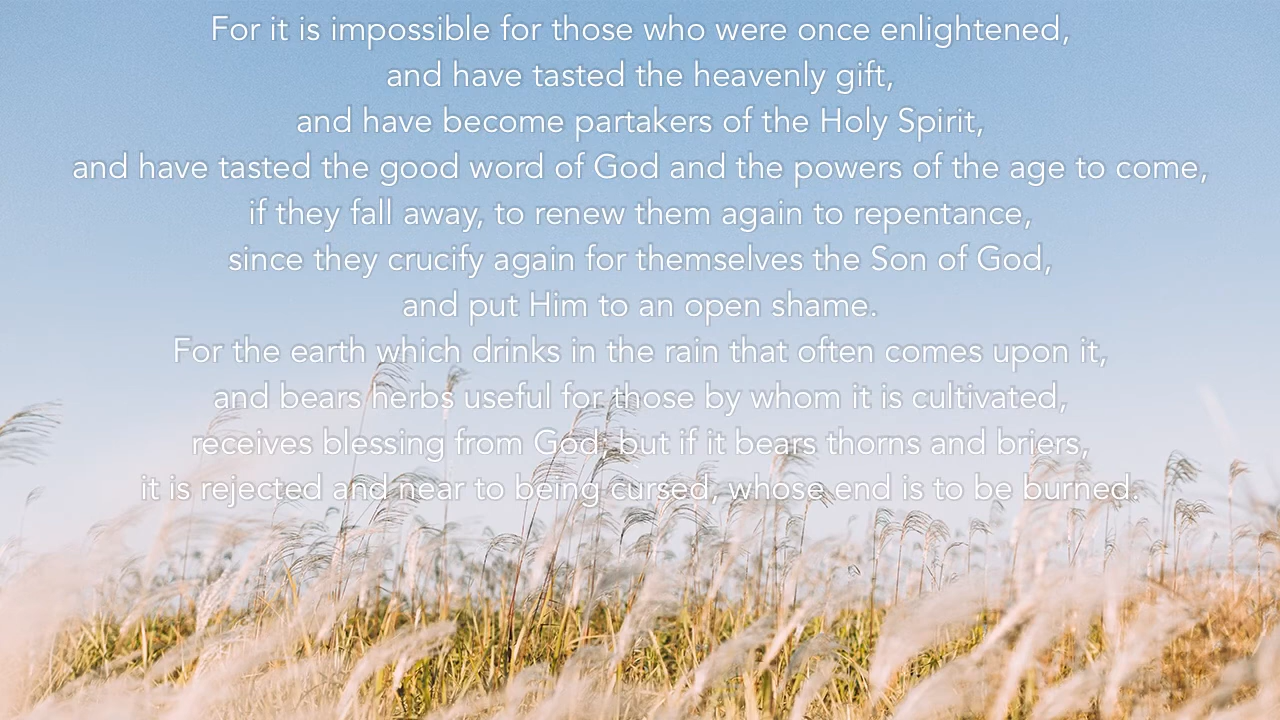 For it is impossible for those who were once enlightened,
and have tasted the heavenly gift,
and have become partakers of the Holy Spirit,
and have tasted the good word of God and the powers of the age to come,
if they fall away, to renew them again to repentance,
since they crucify again for themselves the Son of God,
and put Him to an open shame.
For the earth which drinks in the rain that often comes upon it,
and bears herbs useful for those by whom it is cultivated,
receives blessing from God; but if it bears thorns and briers,
it is rejected and near to being cursed, whose end is to be burned.